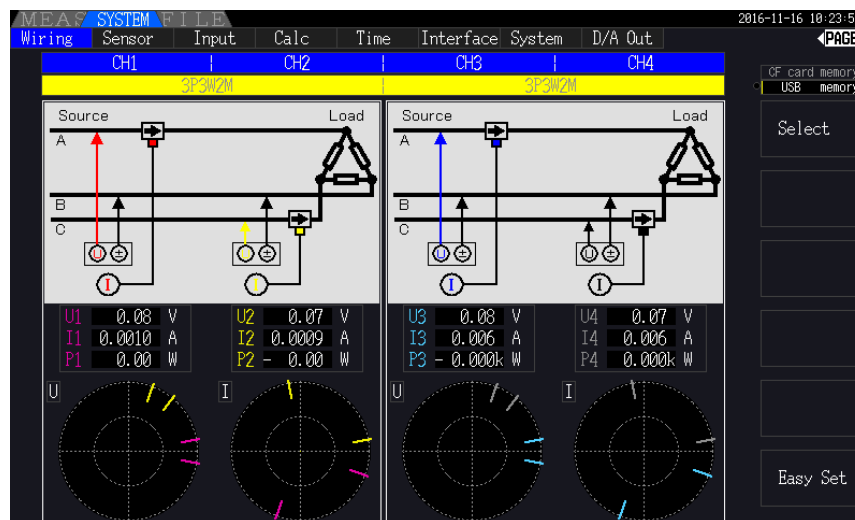 MEAS SYSTEM FILE 2016-11-16 10:23:5
Wiring Sensor Input Calc Time Interface System D/A Out PAGE
CH1 CH2 CH3 CH4
3P3W2M 3P3W2M
CF card memory
USB memory
Source Load Source Load
A A
B B
C C
U ± U ± U ± U ±
I I I I
Select
U1 0.08 V U2 0.07 V U3 0.08 V U4 0.07 V
I1 0.0010 A I2 0.0009 A I3 0.006 A I4 0.006 A
P1 0.00 W P2 - 0.00 W P3 - 0.000k W P4 0.000k W
U I U I
Easy Set